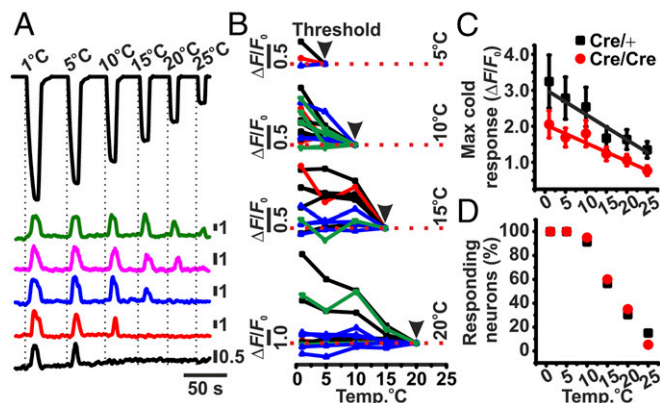 A
1°C 5°C 10°C 15°C 20°C 25°C
1
1
1
1
0.5
50 s
B
Threshold
ΔF/F₀
0.5
5°C
ΔF/F₀
0.5
10°C
ΔF/F₀
0.5
15°C
ΔF/F₀
1.0
20°C
0 5 10 15 20 25
Temp.°C
C
Cre/+
Cre/Cre
Max cold
response (ΔF/F₀)
4.0
3.0
2.0
1.0
0 5 10 15 20 25
D
Responding
neurons (%)
100
80
60
40
20
0
0 5 10 15 20 25
Temp.°C